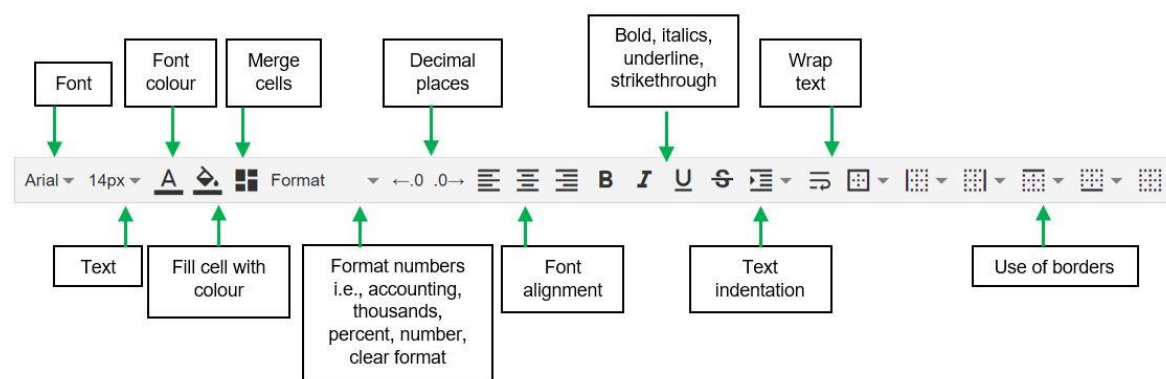 Font
Font
colour
Merge
cells
Decimal
places
Bold, italics,
underline,
strikethrough
Wrap
text
Arial 14px A Format ←.0 .0→ B I U S
Text
Fill cell with
colour
Format numbers
i.e., accounting,
thousands,
percent, number,
clear format
Font
alignment
Text
indentation
Use of borders